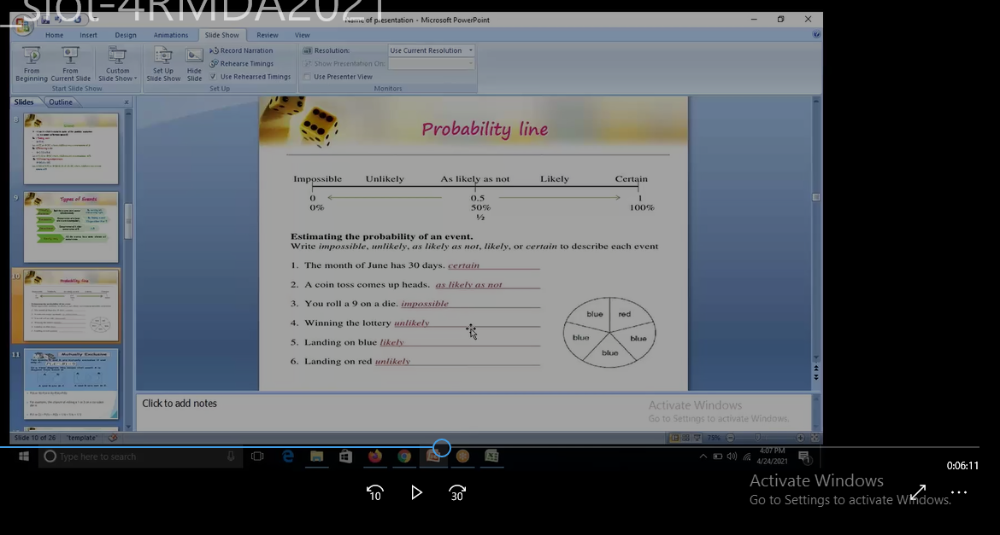 _slot-4RMDA2021
Name of presentation - Microsoft PowerPoint
Home Insert Design Animations Slide Show Review View
From Beginning
From Current Slide
Custom Slide Show
Start Slide Show
Set Up Slide Show
Hide Slide
Record Narration
Rehearse Timings
Use Rehearsed Timings
Set Up
Resolution: Use Current Resolution
Show Presentation On:
Use Presenter View
Monitors
Slides Outline
9
Types of Events
10
Probability line
11
Mutually Exclusive
Probability line
Impossible Unlikely As likely as not Likely Certain
0 0.5 1
0% 50% 100%
½
Estimating the probability of an event.
Write impossible, unlikely, as likely as not, likely, or certain to describe each event
1. The month of June has 30 days. certain
2. A coin toss comes up heads. as likely as not
3. You roll a 9 on a die. impossible
4. Winning the lottery unlikely
5. Landing on blue likely
6. Landing on red unlikely
blue red
blue blue
blue
Click to add notes
Activate Windows
Go to Settings to activate Windows.
Slide 10 of 26 "template" 79%
Type here to search
4:07 PM
4/24/2021
0:06:11
10 30
Activate Windows
Go to Settings to activate Windows.